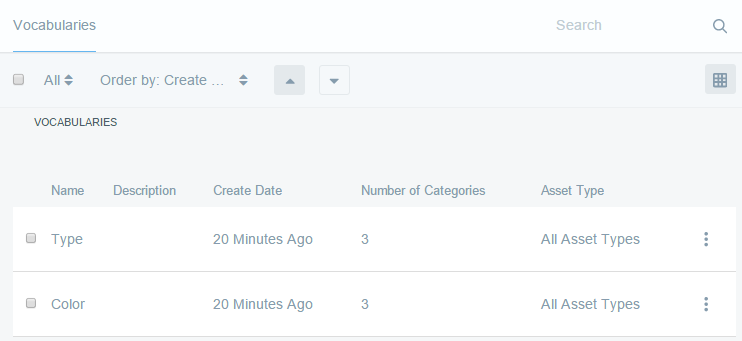 Vocabularies Search
All Order by: Create ...
VOCABULARIES
Name Description Create Date Number of Categories Asset Type
Type 20 Minutes Ago 3 All Asset Types
Color 20 Minutes Ago 3 All Asset Types